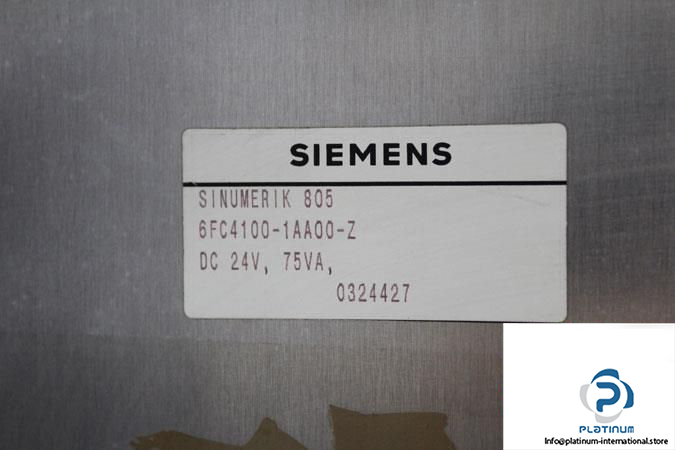 SIEMENS
SINUMERIK 805
6FC4100-1AA00-Z
DC 24V, 75VA,
0324427
PLATINUM
Info@platinum-international.store